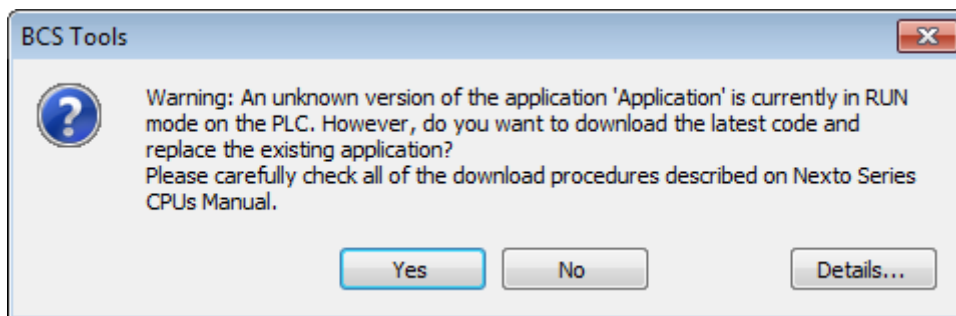 BCS Tools
Warning: An unknown version of the application 'Application' is currently in RUN
mode on the PLC. However, do you want to download the latest code and
replace the existing application?
Please carefully check all of the download procedures described on Nexto Series
CPUs Manual.
Yes No Details...